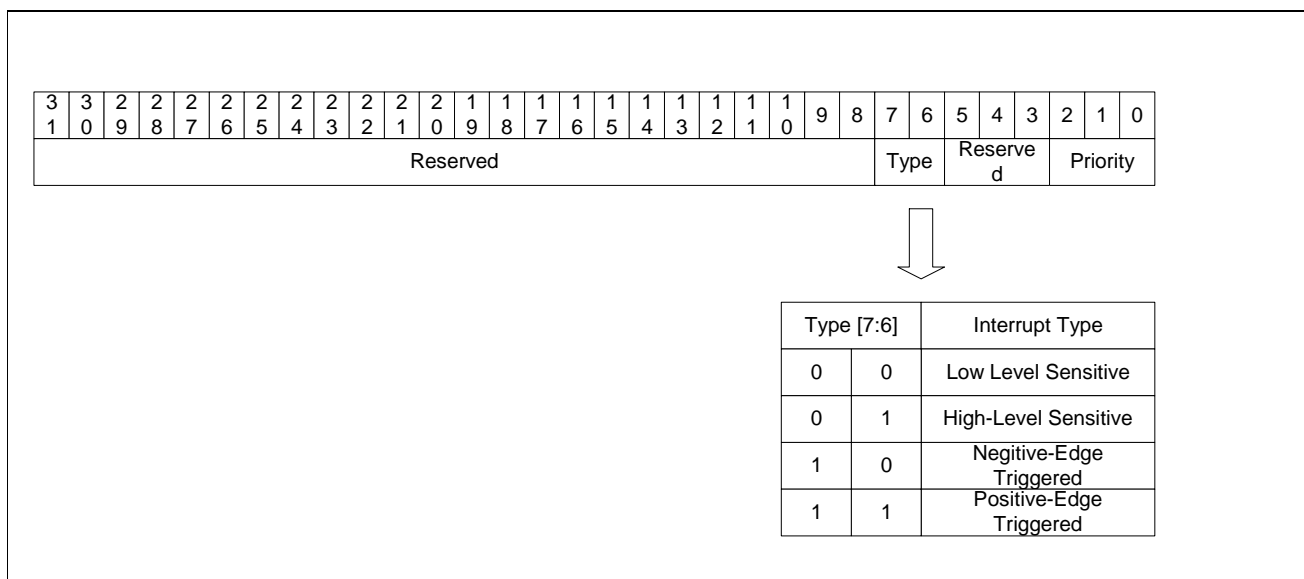 3 3 2 2 2 2 2 2 2 2 2 2 1 1 1 1 1 1 1 1 1 1 9 8 7 6 5 4 3 2 1 0
1 0 9 8 7 6 5 4 3 2 1 0 9 8 7 6 5 4 3 2 1 0
Reserved Type Reserve Priority
d
Type [7:6] Interrupt Type
0 0 Low Level Sensitive
0 1 High-Level Sensitive
1 0 Negitive-Edge
Triggered
1 1 Positive-Edge
Triggered